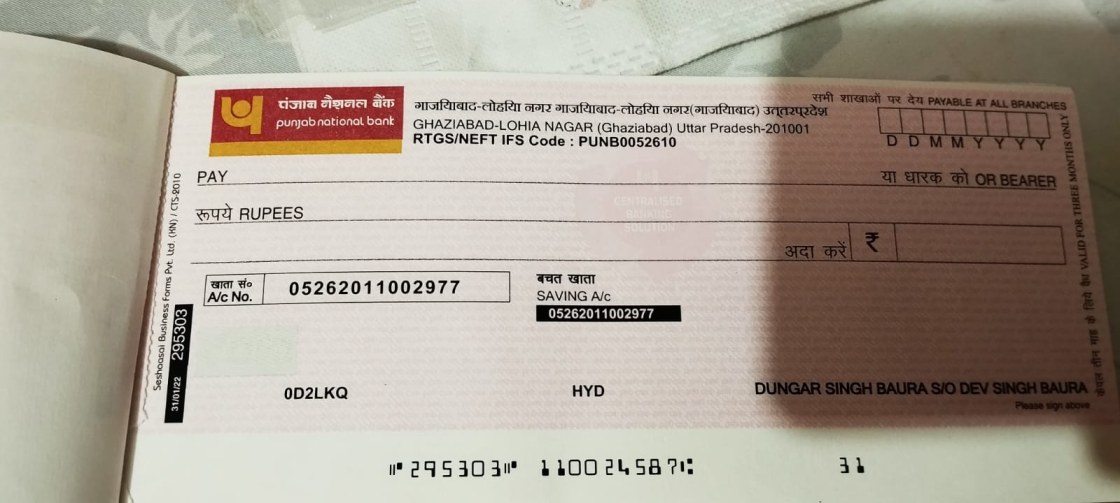 पंजाब नैशनल बैंक
punjab national bank
गाजियाबाद-लोहिया नगर गाजियाबाद-लोहिया नगर(गाजियाबाद) उत्तरप्रदेश
GHAZIABAD-LOHIA NAGAR (Ghaziabad) Uttar Pradesh-201001
RTGS/NEFT IFS Code : PUNB0052610
सभी शाखाओं पर देय PAYABLE AT ALL BRANCHES
D D M M Y Y Y Y
PAY
या धारक को OR BEARER
रूपये RUPEES
CENTRALISED
BANKING
SOLUTION
अदा करें ₹
खाता सं०
A/c No.
05262011002977
बचत खाता
SAVING A/c
05262011002977
0D2LKQ
HYD
DUNGAR SINGH BAURA S/O DEV SINGH BAURA
Please sign above
Seshaasai Business Forms Pvt. Ltd. (KN) / CTS-2010
31/01/22 295303
केवल तीन माह के लिये वैध VALID FOR THREE MONTHS ONLY
⑈295303⑈ 110024587⑆ 31